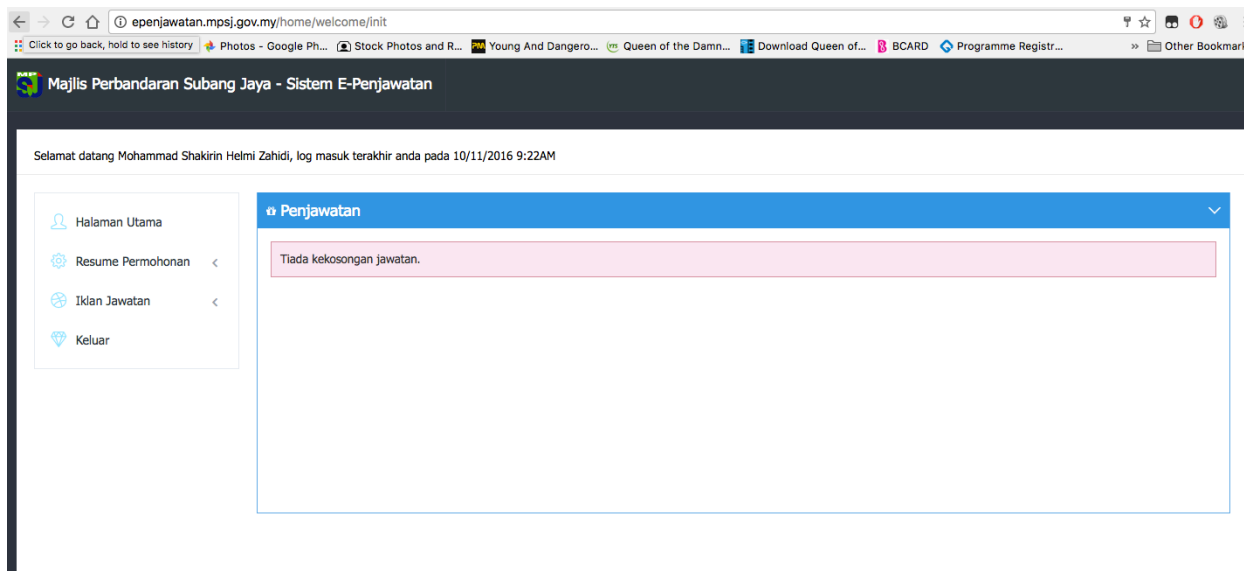 epenjawatan.mpsj.gov.my/home/welcome/init
Click to go back, hold to see history Photos - Google Ph... Stock Photos and R... Young And Dangero... Queen of the Damn... Download Queen of... BCARD Programme Registr... » Other Bookmark
Majlis Perbandaran Subang Jaya - Sistem E-Penjawatan
Selamat datang Mohammad Shakirin Helmi Zahidi, log masuk terakhir anda pada 10/11/2016 9:22AM
Halaman Utama
Resume Permohonan
Iklan Jawatan
Keluar
Penjawatan
Tiada kekosongan jawatan.